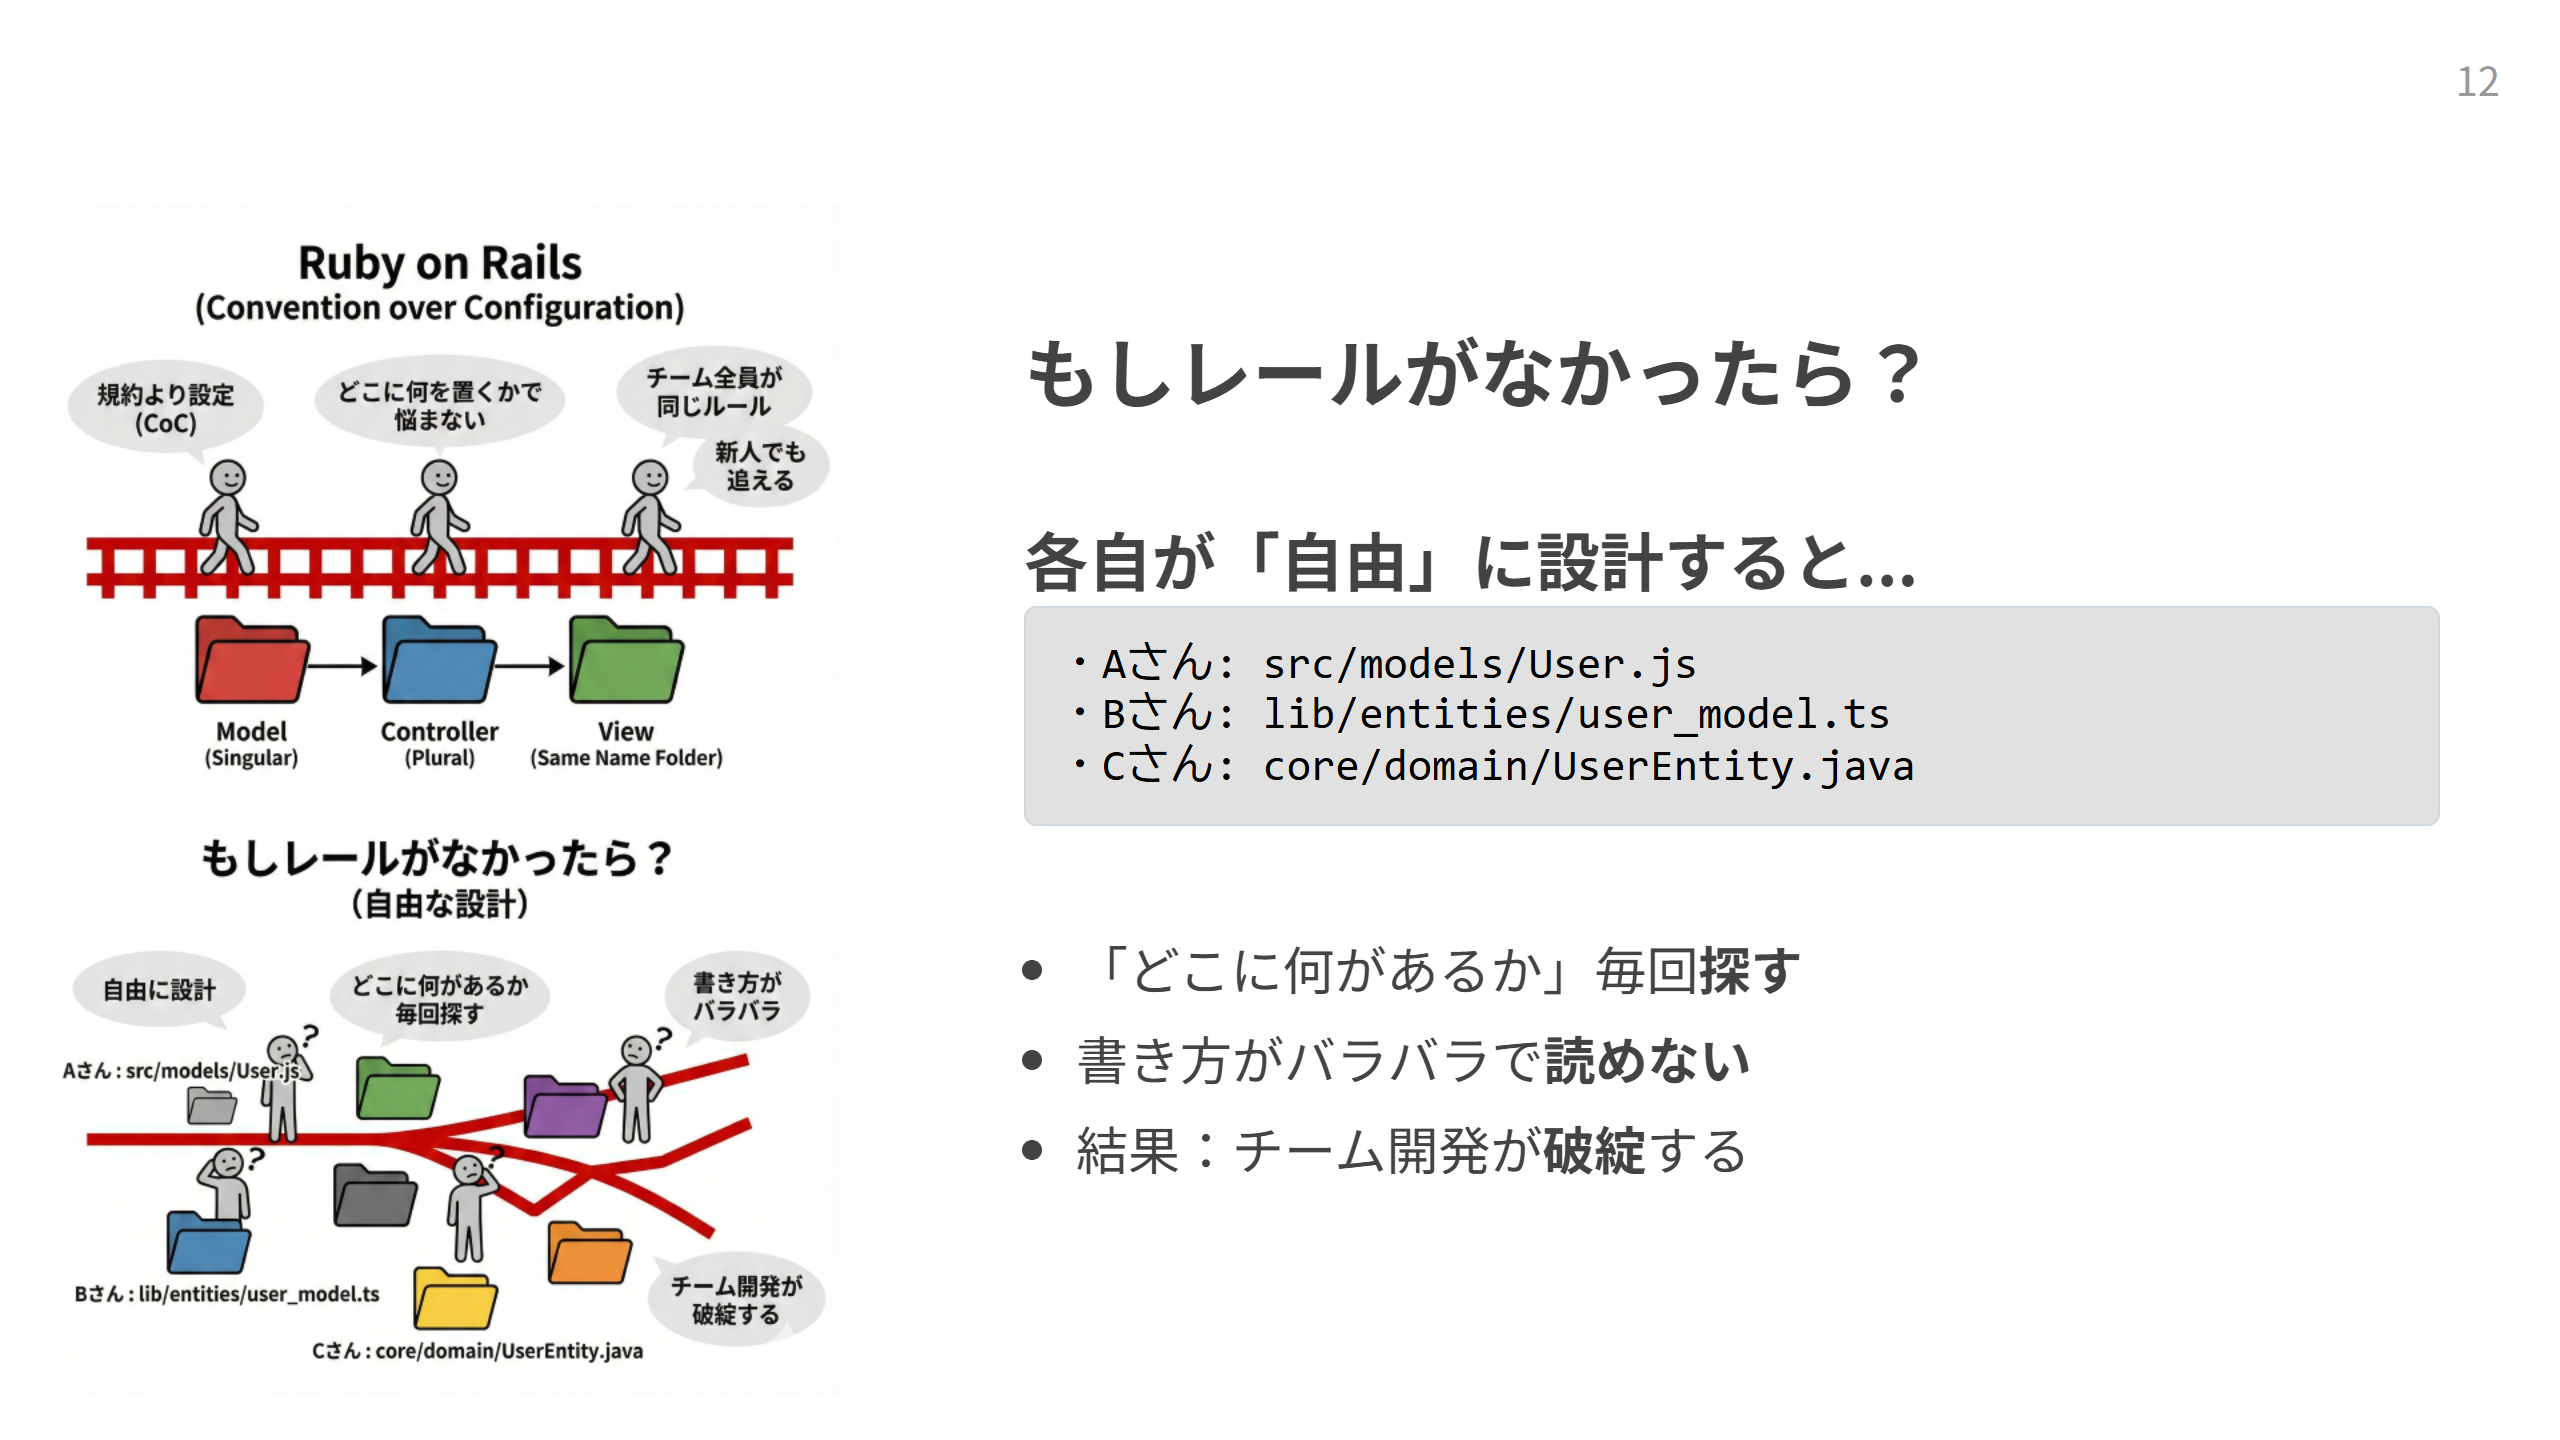 12
Ruby on Rails
(Convention over Configuration)
規約より設定
(CoC)
どこに何を置くかで
悩まない
チーム全員が
同じルール
新人でも
追える
Model
(Singular)
Controller
(Plural)
View
(Same Name Folder)
もしレールがなかったら？
（自由な設計）
自由に設計
どこに何があるか
毎回探す
書き方が
バラバラ
?
?
Aさん : src/models/User.js
?
?
Bさん : lib/entities/user_model.ts
チーム開発が
破綻する
Cさん : core/domain/UserEntity.java
もしレールがなかったら？
各自が「自由」に設計すると...
・Aさん: src/models/User.js
・Bさん: lib/entities/user_model.ts
・Cさん: core/domain/UserEntity.java
● 「どこに何があるか」毎回探す
● 書き方がバラバラで読めない
● 結果：チーム開発が破綻する